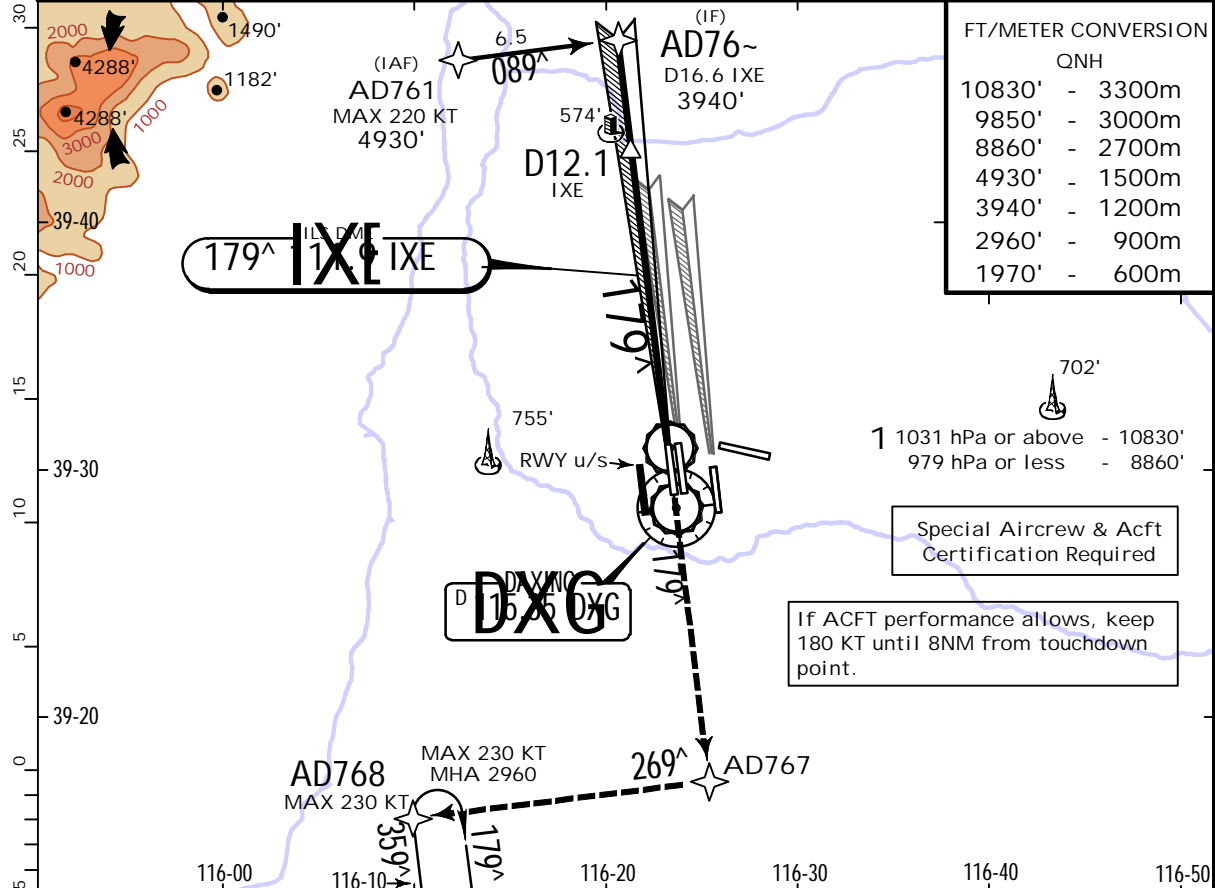 30
2000
1490'
4288'
1182'
4288'
1000
3000
2000
25
39-40
1000
20
(IAF)
AD761
MAX 220 KT
4930'
6.5
089^
(IF)
AD76~
D16.6 IXE
3940'
574'
D12.1
IXE
FT/METER CONVERSION
QNH
10830' - 3300m
9850' - 3000m
8860' - 2700m
4930' - 1500m
3940' - 1200m
2960' - 900m
1970' - 600m
ILS DME
179^ IXE
IXE
179^
15
755'
702'
RWY u/s
39-30
1 1031 hPa or above - 10830'
979 hPa or less - 8860'
10
Special Aircrew & Acft
Certification Required
DAXING
D DXG
DXG
179^
If ACFT performance allows, keep
180 KT until 8NM from touchdown
point.
5
39-20
0
MAX 230 KT
MHA 2960
269^
AD767
AD768
MAX 230 KT
359^
179^
5
116-00
116-10
116-20
116-30
116-40
116-50